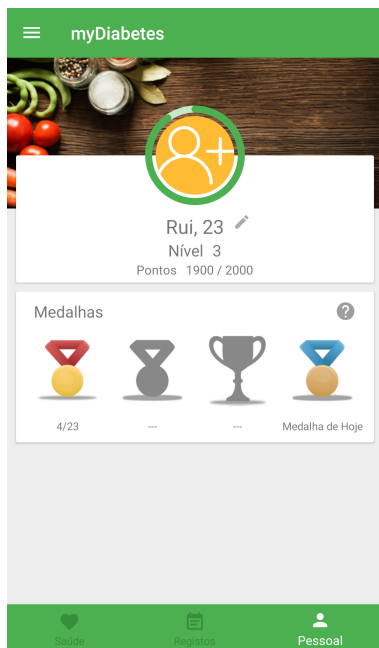 myDiabetes
Rui, 23
Nível 3
Pontos 1900 / 2000
Medalhas
?
4/23
---
---
Medalha de Hoje
Saúde
Registos
Pessoal